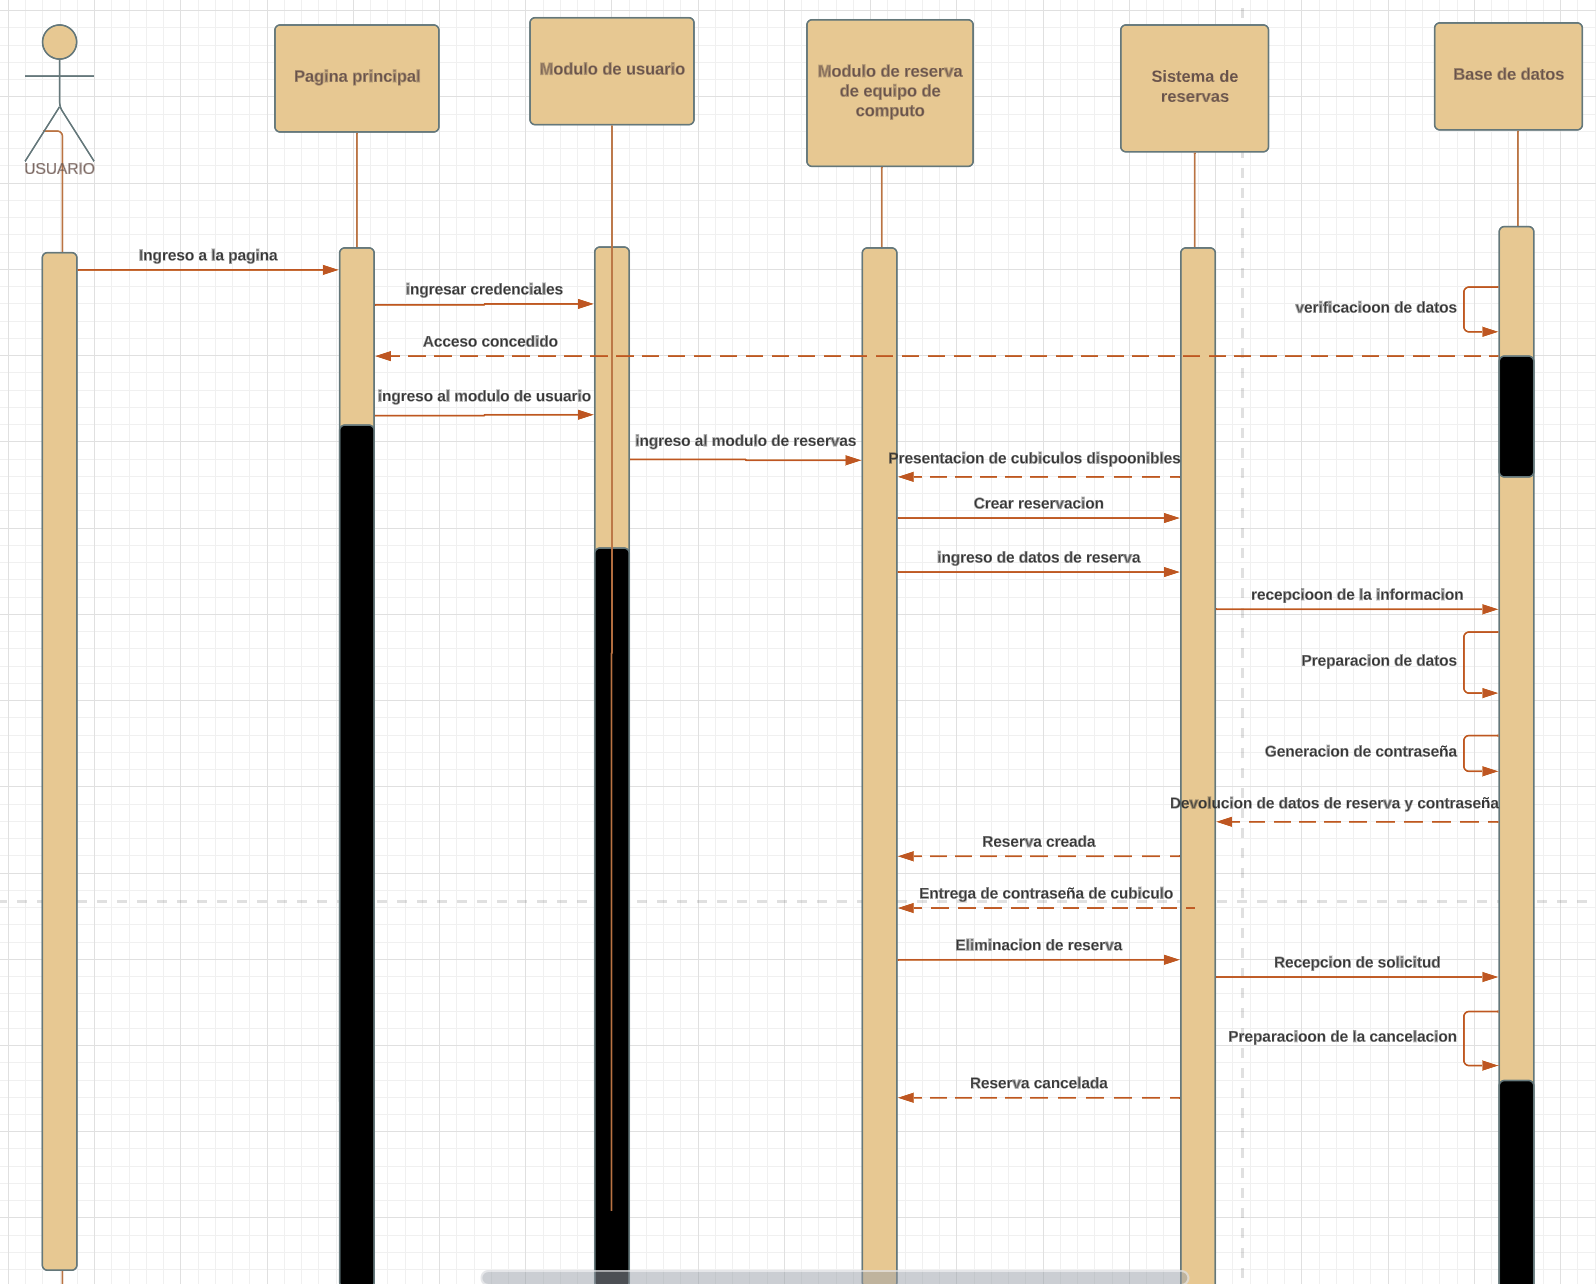 USUARIO
Pagina principal
Modulo de usuario
Modulo de reserva
de equipo de
computo
Sistema de
reservas
Base de datos
Ingreso a la pagina
ingresar credenciales
verificacioon de datos
Acceso concedido
ingreso al modulo de usuario
ingreso al modulo de reservas
Presentacion de cubiculos dispoonibles
Crear reservacion
ingreso de datos de reserva
recepcioon de la informacion
Preparacion de datos
Generacion de contraseña
Devolucion de datos de reserva y contraseña
Reserva creada
Entrega de contraseña de cubiculo
Eliminacion de reserva
Recepcion de solicitud
Preparacioon de la cancelacion
Reserva cancelada